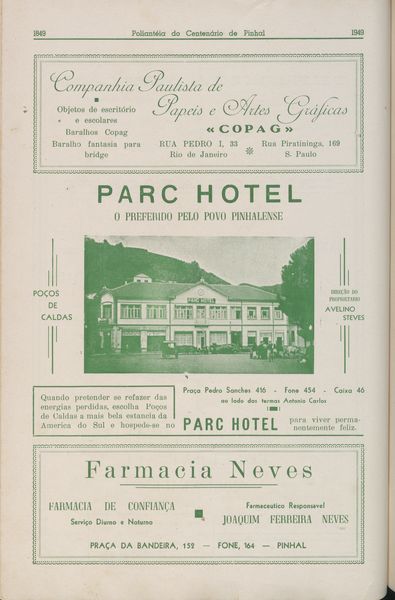 1849 Poliantéia do Centenário de Pinhal 1949
Companhia Paulista de
Papeis e Artes Gráficas
«COPAG»
Objetos de escritório
e escolares
Baralhos Copag
Baralho fantasia para
bridge
RUA PEDRO I, 33
Rio de Janeiro
Rua Piratininga, 169
S. Paulo
PARC HOTEL
O PREFERIDO PELO POVO PINHALENSE
POÇOS
DE
CALDAS
PARC HOTEL
DIREÇÃO DO
PROPRIETARIO
AVELINO
STEVES
Praça Pedro Sanches 416 - Fone 454 - Caixa 46
ao lado das termas Antonio Carlos
Quando pretender se refazer das
energias perdidas, escolha Poços
de Caldas a mais bela estancia da
America do Sul e hospede-se no
PARC HOTEL
para viver perma-
nentemente feliz.
Farmacia Neves
FARMACIA DE CONFIANÇA
Serviço Diurno e Noturno
Farmaceutico Responsavel
JOAQUIM FERREIRA NEVES
PRAÇA DA BANDEIRA, 152 — FONE, 164 — PINHAL